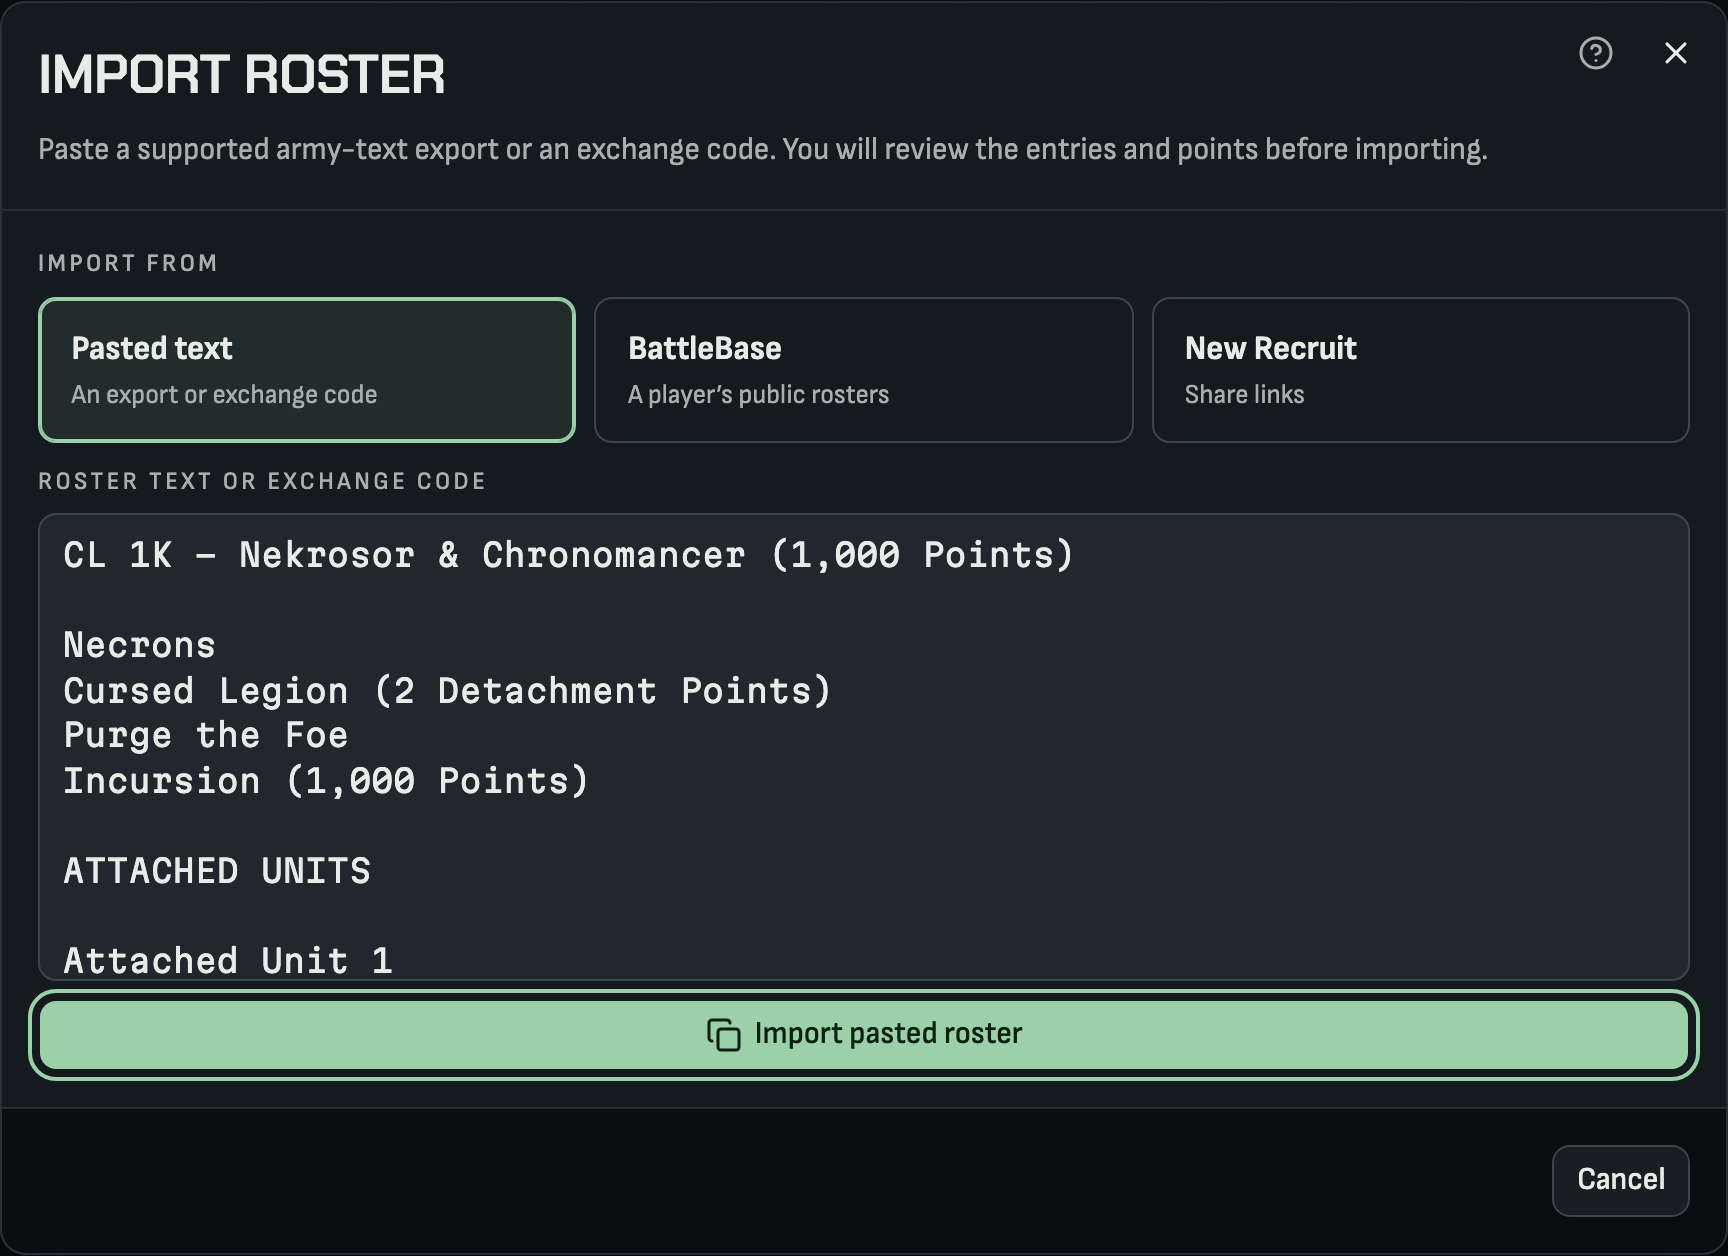 IMPORT ROSTER
Paste a supported army-text export or an exchange code. You will review the entries and points before importing.
IMPORT FROM
Pasted text
An export or exchange code
BattleBase
A player’s public rosters
New Recruit
Share links
ROSTER TEXT OR EXCHANGE CODE
CL 1K – Nekrosor & Chronomancer (1,000 Points)
Necrons
Cursed Legion (2 Detachment Points)
Purge the Foe
Incursion (1,000 Points)
ATTACHED UNITS
Attached Unit 1
Import pasted roster
Cancel